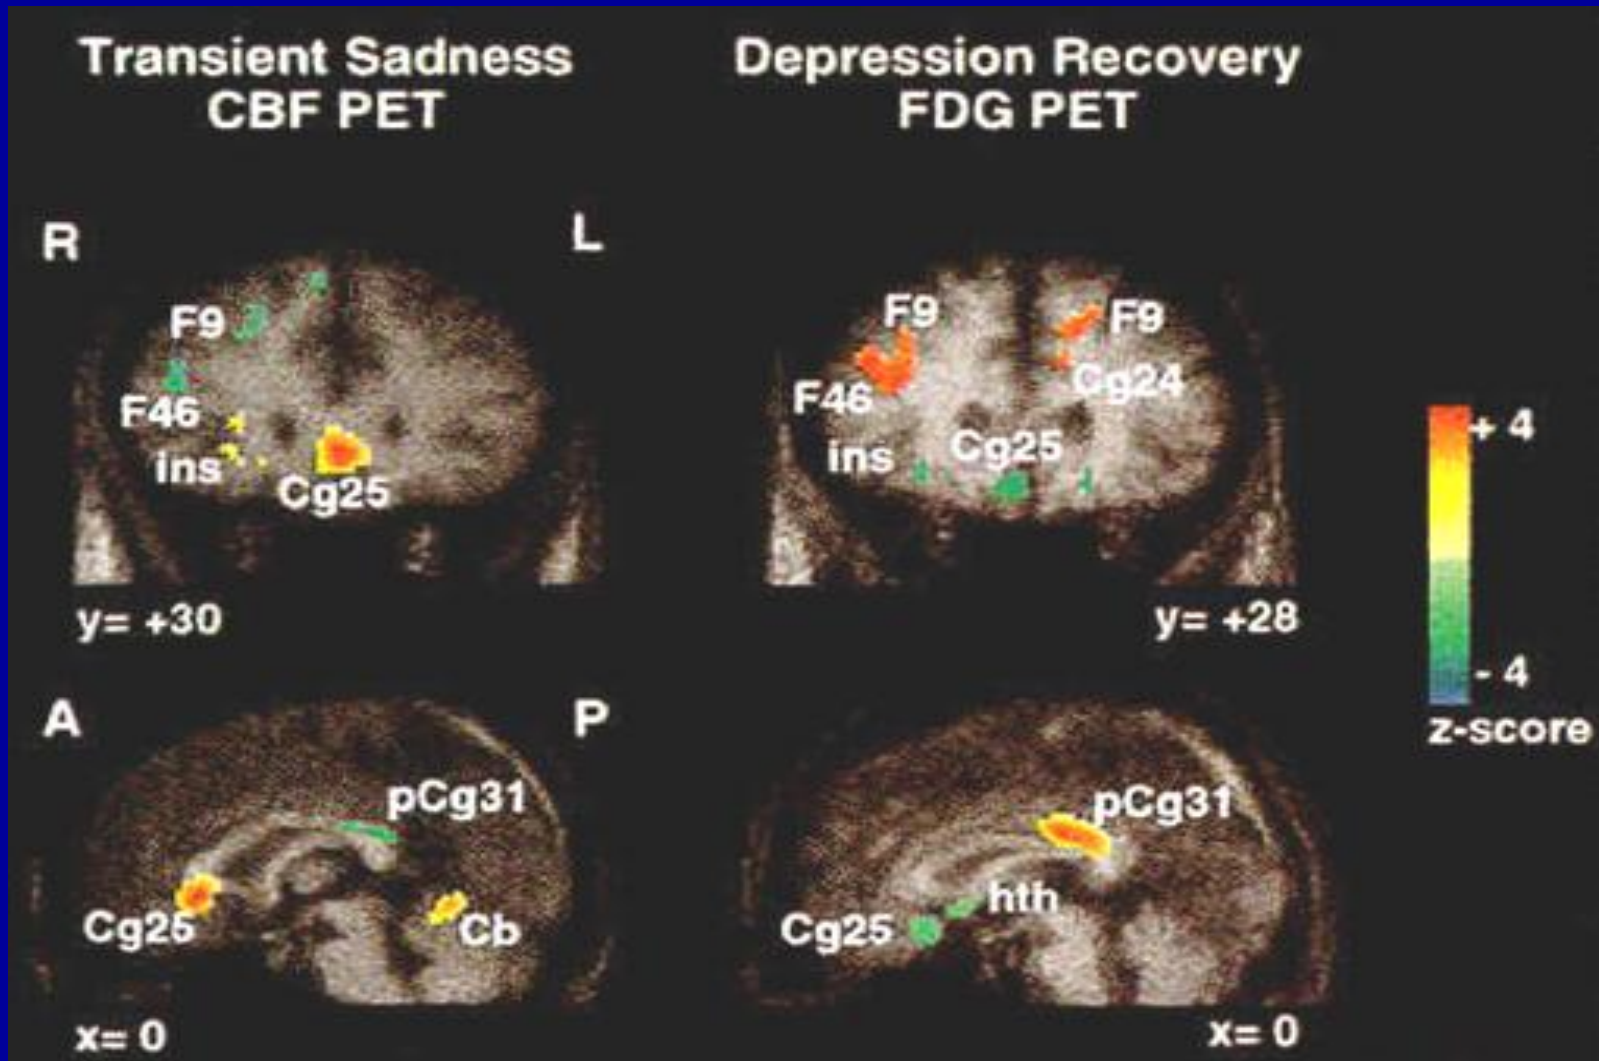 Transient Sadness
CBF PET
Depression Recovery
FDG PET
R
L
F9
F46
ins
Cg25
y= +30
F9
F9
F46
Cg24
ins
Cg25
y= +28
+ 4
- 4
z-score
A
P
pCg31
Cg25
Cb
x= 0
pCg31
hth
Cg25
x= 0